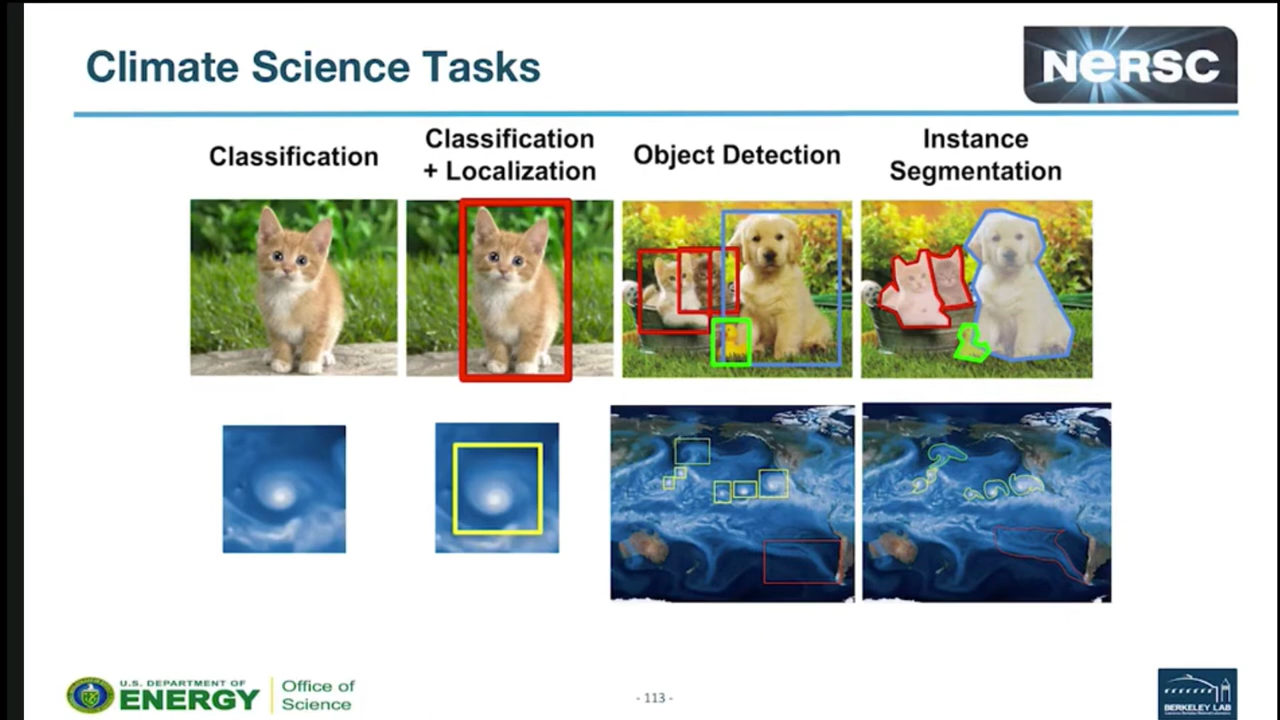 Climate Science Tasks
NERSC
Classification
Classification
+ Localization
Object Detection
Instance
Segmentation
U.S. DEPARTMENT OF
ENERGY
Office of
Science
- 113 -
BERKELEY LAB